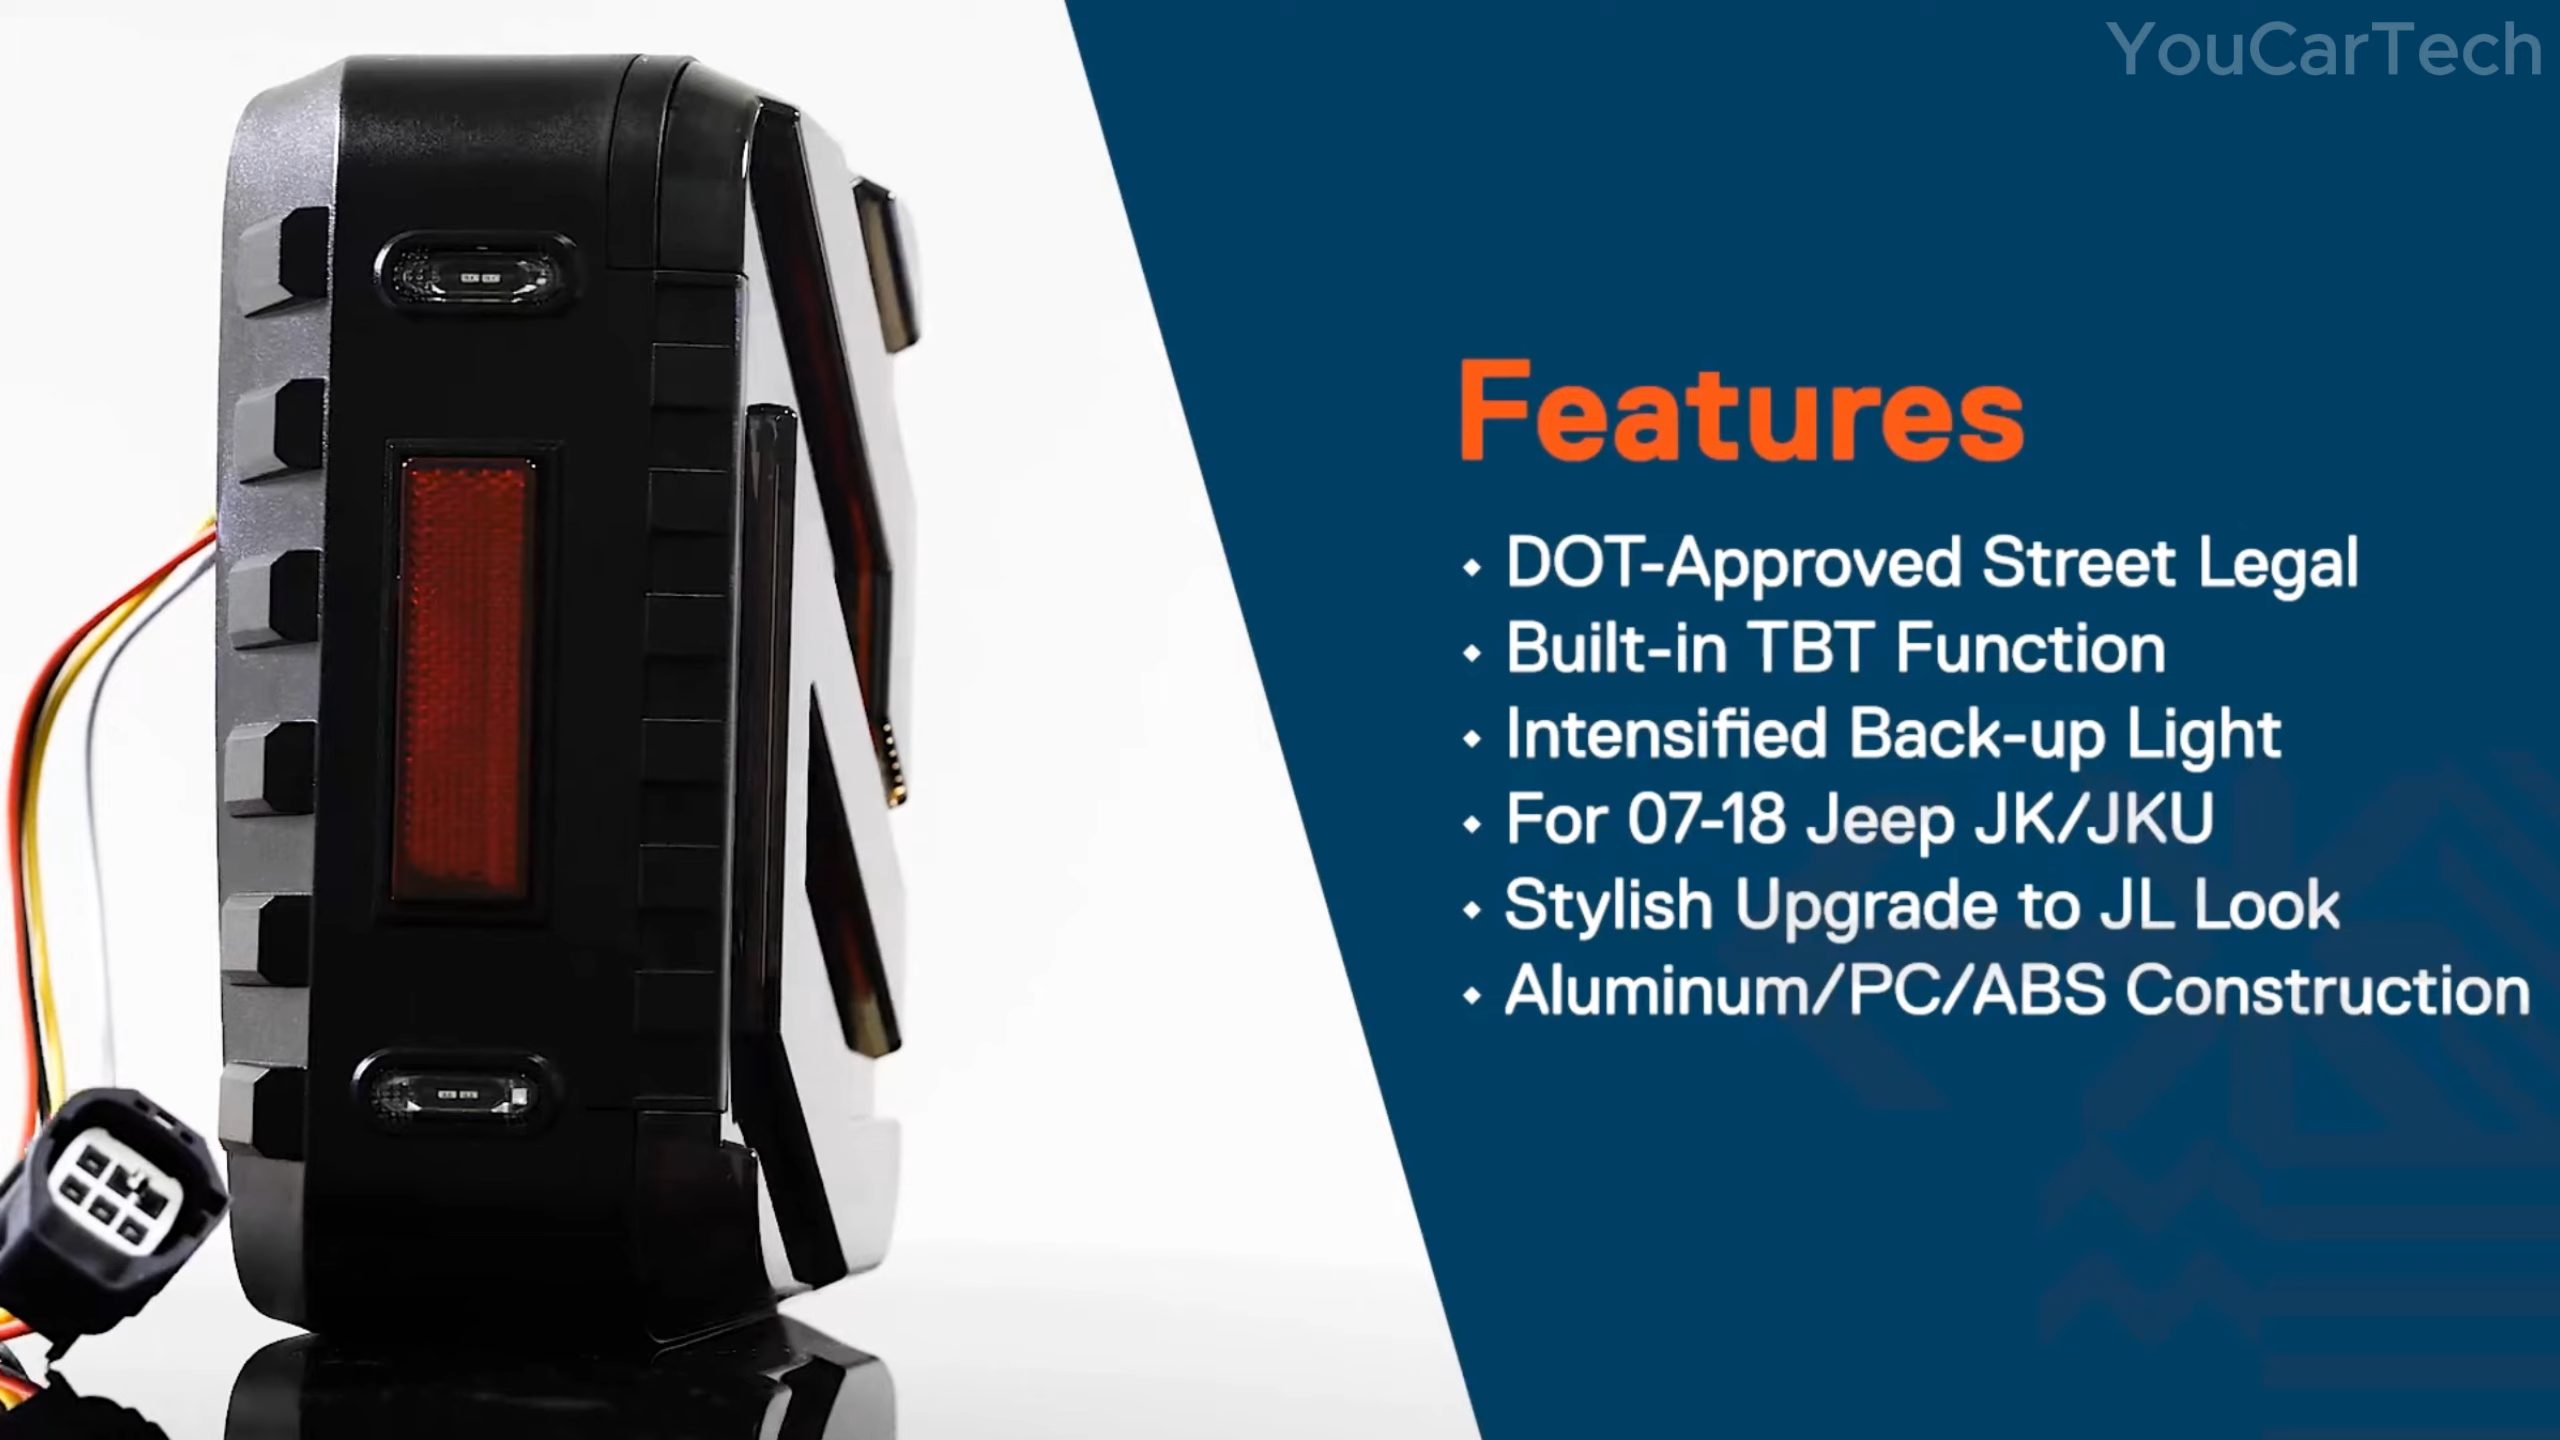 YouCarTech
Features
• DOT-Approved Street Legal
• Built-in TBT Function
• Intensified Back-up Light
• For 07-18 Jeep JK/JKU
• Stylish Upgrade to JL Look
• Aluminum/PC/ABS Construction